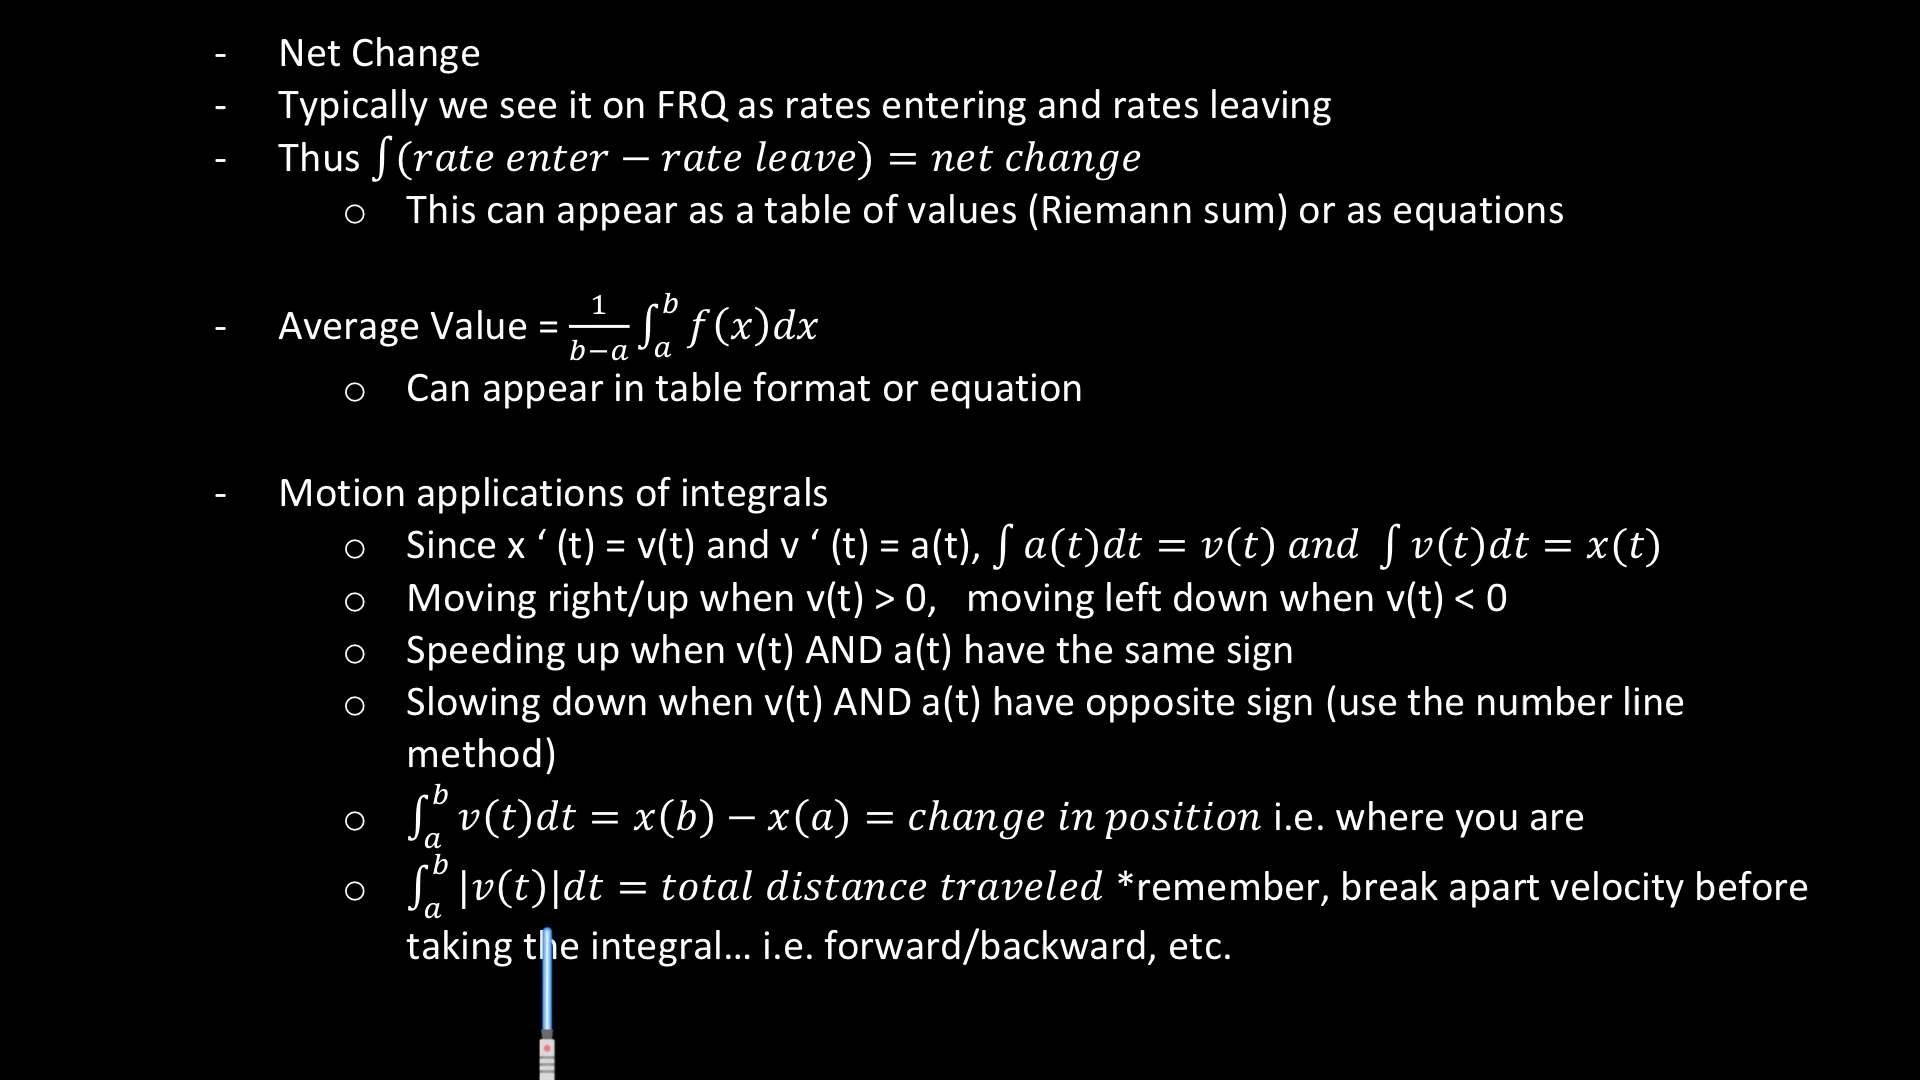 - Net Change
- Typically we see it on FRQ as rates entering and rates leaving
- Thus ∫(rate enter − rate leave) = net change
o This can appear as a table of values (Riemann sum) or as equations
- Average Value = \frac{1}{b−a} ∫_a^b f(x)dx
o Can appear in table format or equation
- Motion applications of integrals
o Since x ‘ (t) = v(t) and v ‘ (t) = a(t), ∫ a(t)dt = v(t) and ∫ v(t)dt = x(t)
o Moving right/up when v(t) > 0, moving left down when v(t) < 0
o Speeding up when v(t) AND a(t) have the same sign
o Slowing down when v(t) AND a(t) have opposite sign (use the number line
method)
o ∫_a^b v(t)dt = x(b) − x(a) = change in position i.e. where you are
o ∫_a^b |v(t)|dt = total distance traveled *remember, break apart velocity before
taking the integral... i.e. forward/backward, etc.